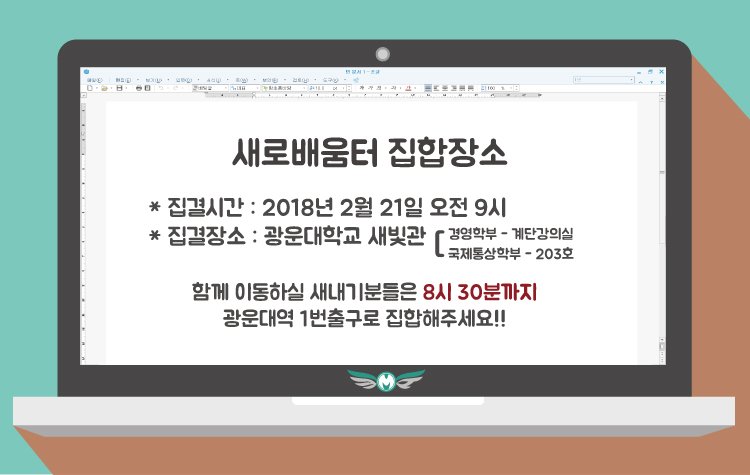 새로배움터 집합장소
* 집결시간 : 2018년 2월 21일 오전 9시
* 집결장소 : 광운대학교 새빛관
경영학부 - 계단강의실
국제통상학부 - 203호
함께 이동하실 새내기분들은 8시 30분까지
광운대역 1번출구로 집합해주세요!!